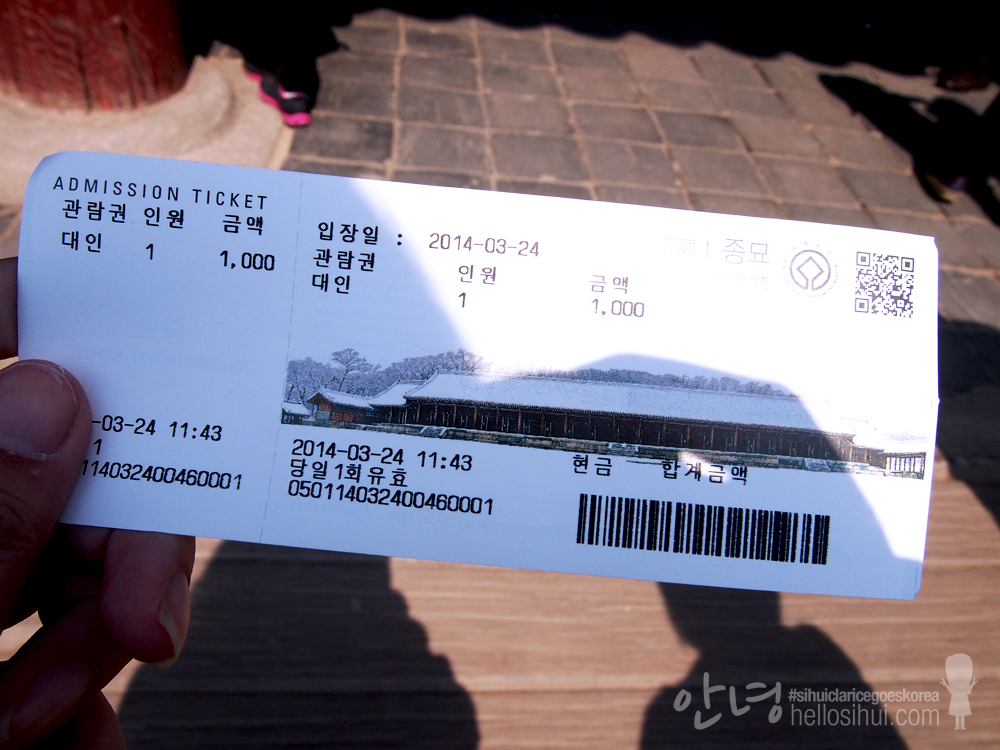 ADMISSION TICKET
관람권 인원 금액
대인 1 1,000
-03-24 11:43
1
114032400460001
입장일 : 2014-03-24
관람권 인원 금액
대인 1 1,000
종묘
2014-03-24 11:43
당일1회유효
050114032400460001
현금 합계금액
안녕
#sihuiclaricegoeskorea
hellosihui.com